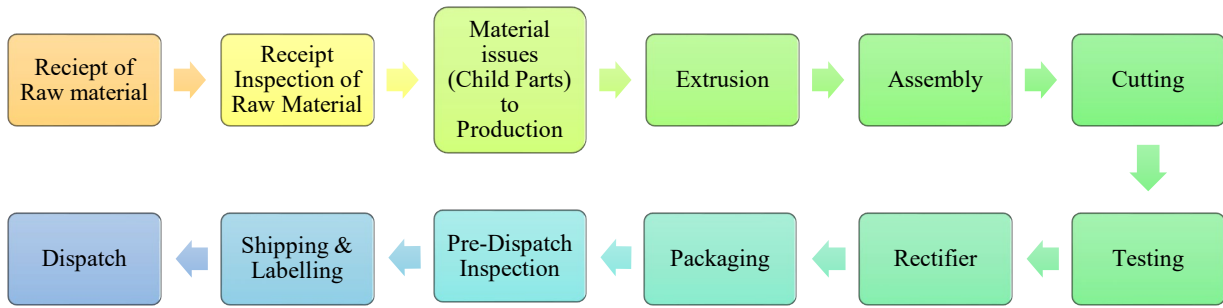 Reciept of
Raw material
Receipt
Inspection of
Raw Material
Material
issues
(Child Parts)
to
Production
Extrusion
Assembly
Cutting
Testing
Rectifier
Packaging
Pre-Dispatch
Inspection
Shipping &
Labelling
Dispatch